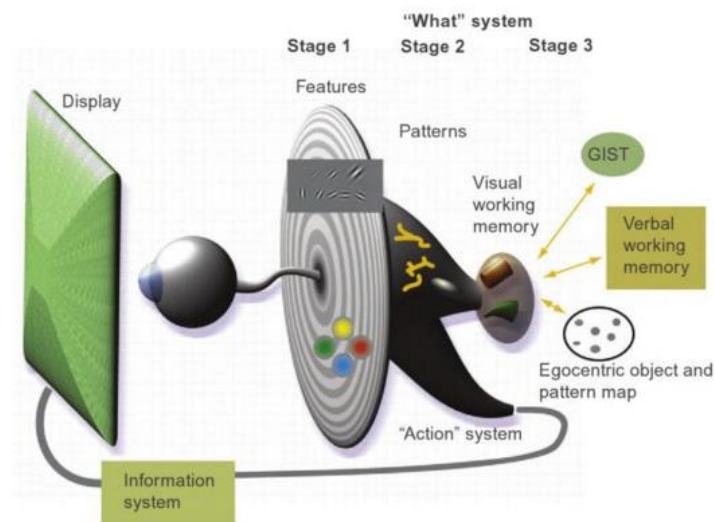 “What” system
Stage 1
Stage 2
Stage 3
Features
Display
Patterns
GIST
Visual
working
memory
Verbal
working
memory
Egocentric object and
pattern map
“Action” system
Information
system